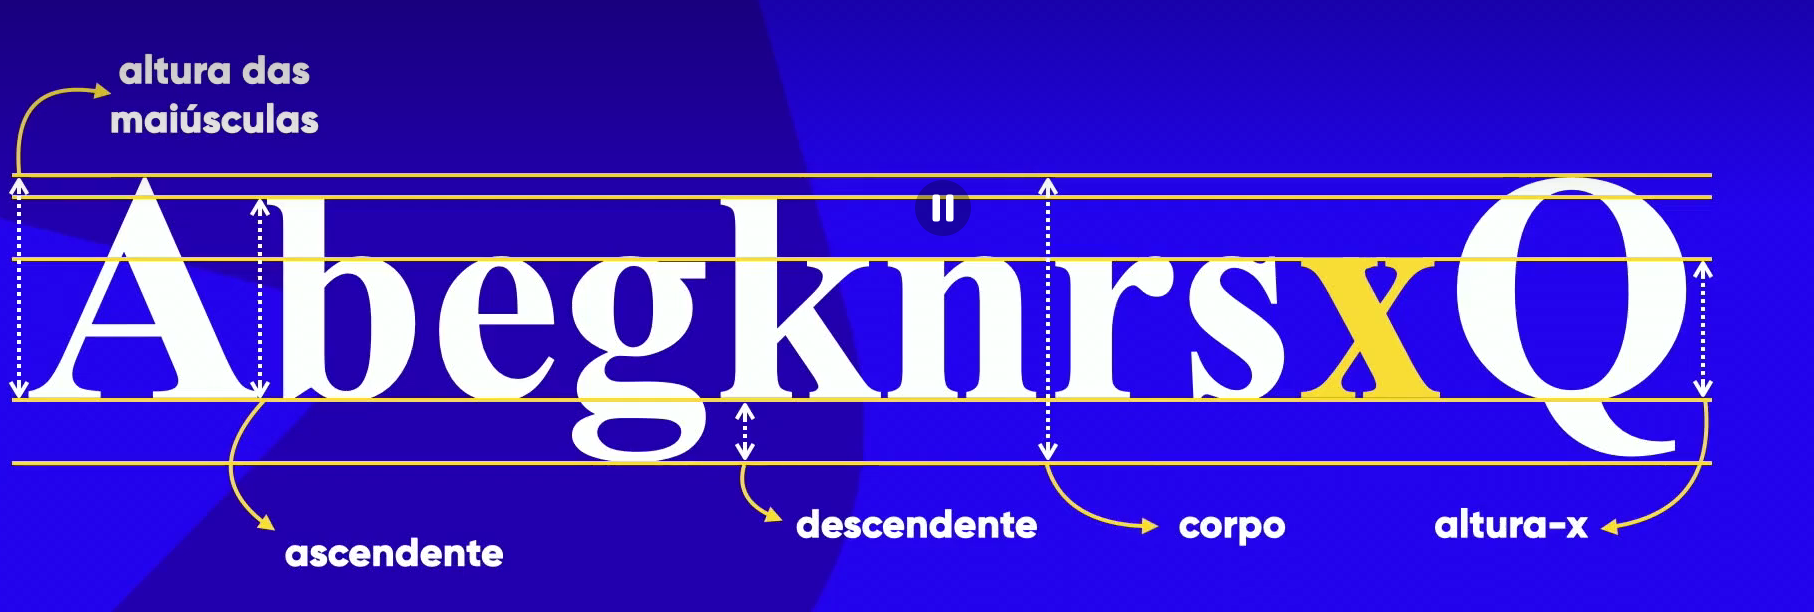 altura das
maiúsculas
AbegknrsxQ
ascendente
descendente
corpo
altura-x